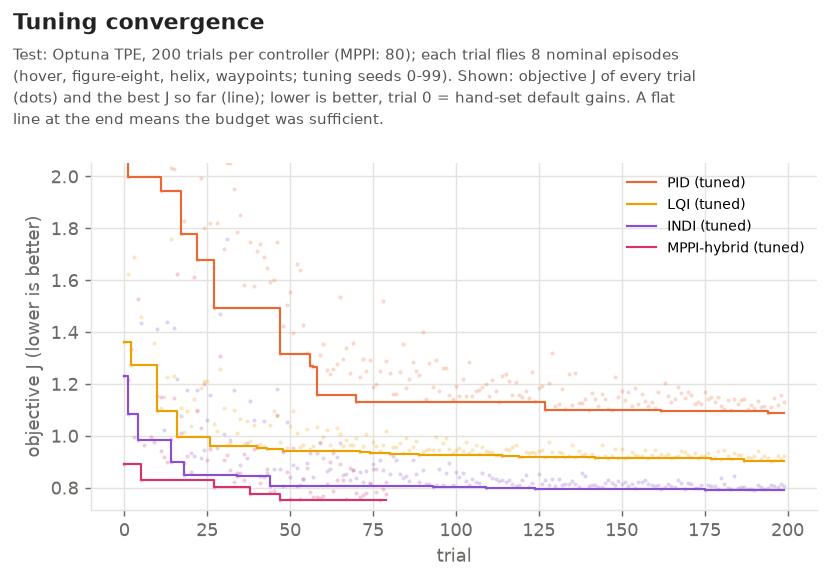 Tuning convergence
Test: Optuna TPE, 200 trials per controller (MPPI: 80); each trial flies 8 nominal episodes
(hover, figure-eight, helix, waypoints; tuning seeds 0-99). Shown: objective J of every trial
(dots) and the best J so far (line); lower is better, trial 0 = hand-set default gains. A flat
line at the end means the budget was sufficient.
PID (tuned)
LQI (tuned)
INDI (tuned)
MPPI-hybrid (tuned)
objective J (lower is better)
2.0
1.8
1.6
1.4
1.2
1.0
0.8
0 25 50 75 100 125 150 175 200
trial